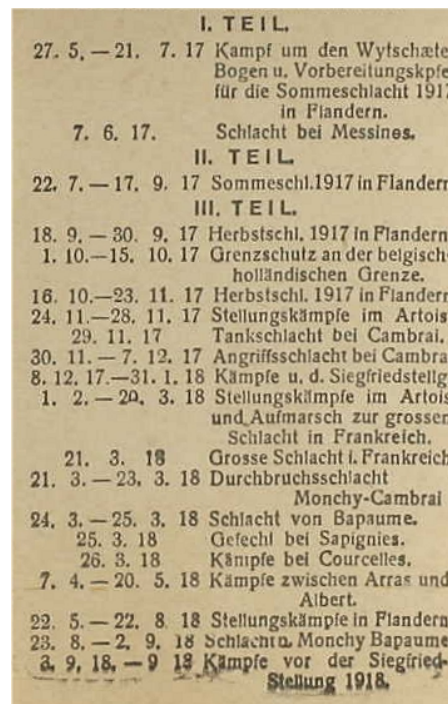 I. TEIL.
27. 5. — 21. 7. 17 Kampf um den Wytschæte
Bogen u. Vorbereitungskpfe
für die Sommeschlacht 1917
in Flandern.
7. 6. 17. Schlacht bei Messines.
II. TEIL.
22. 7. — 17. 9. 17 Sommeschl.1917 in Flandern
III. TEIL.
18. 9. — 30. 9. 17 Herbstschl. 1917 in Flandern
1. 10.—15. 10. 17 Grenzschutz an der belgisch-
holländischen Grenze.
16. 10.—23. 11. 17 Herbstschl. 1917 in Flandern
24. 11.—28. 11. 17 Stellungskämpfe im Artois
29. 11. 17 Tankschlacht bei Cambrai.
30. 11. — 7. 12. 17 Angriffsschlacht bei Cambra
8. 12. 17.—31. 1. 18 Kämpfe u. d. Siegfriedstellg
1. 2. — 20. 3. 18 Stellungskämpfe im Artois
und Aufmarsch zur grossen
Schlacht in Frankreich.
21. 3. 18 Grosse Schlacht i. Frankreich
21. 3. — 23. 3. 18 Durchbruchsschlacht
Monchy-Cambrai
24. 3. — 25. 3. 18 Schlacht von Bapaume.
25. 3. 18 Gefecht bei Sapignies.
26. 3. 18 Kämpfe bei Courcelles.
7. 4. — 20. 5. 18 Kämpfe zwischen Arras und
Albert.
22. 5. — 22. 8 18 Stellungskämpfe in Flandern
23. 8. — 2. 9. 18 Schlacht Monchy Bapaume
3. 9. 18. — 9 18 Kämpfe vor der Siegfried-
Stellung 1918.